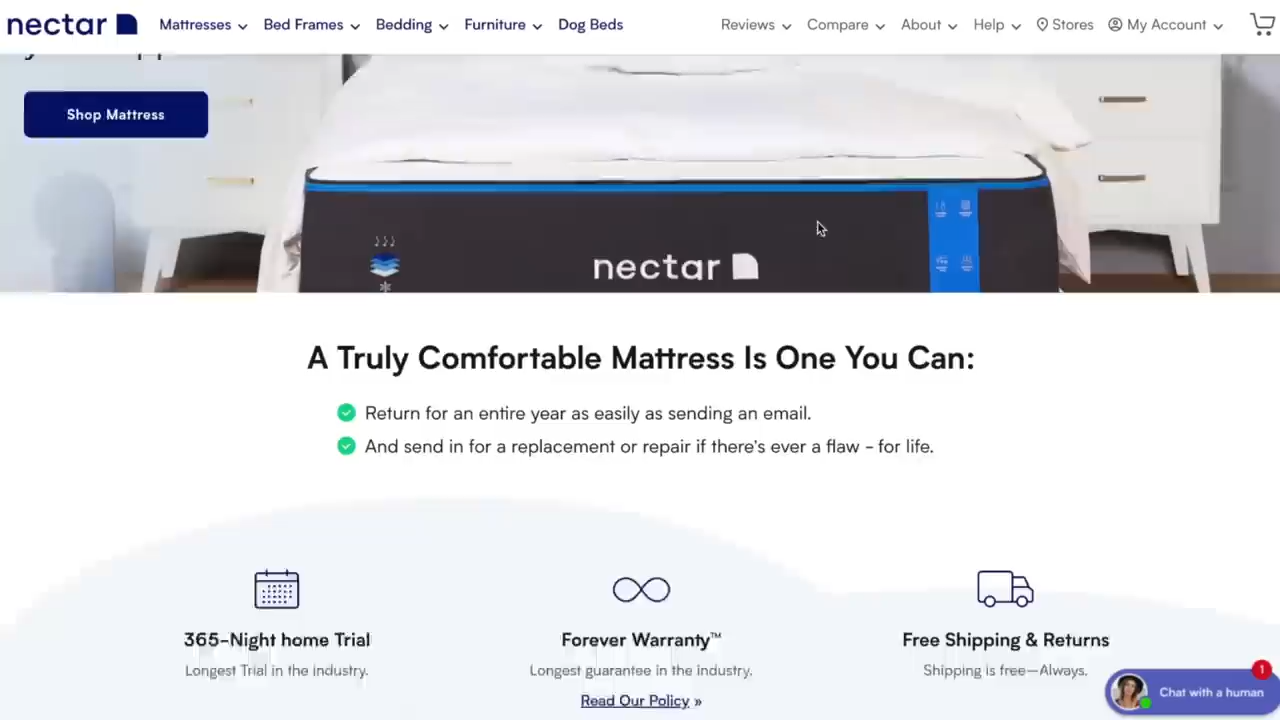 nectar
Mattresses Bed Frames Bedding Furniture Dog Beds Reviews Compare About Help Stores My Account
Shop Mattress
nectar
A Truly Comfortable Mattress Is One You Can:
Return for an entire year as easily as sending an email.
And send in for a replacement or repair if there's ever a flaw - for life.
365-Night home Trial
Longest Trial in the industry.
Forever Warranty™
Longest guarantee in the industry.
Read Our Policy »
Free Shipping & Returns
Shipping is free—Always.
1
Chat with a human